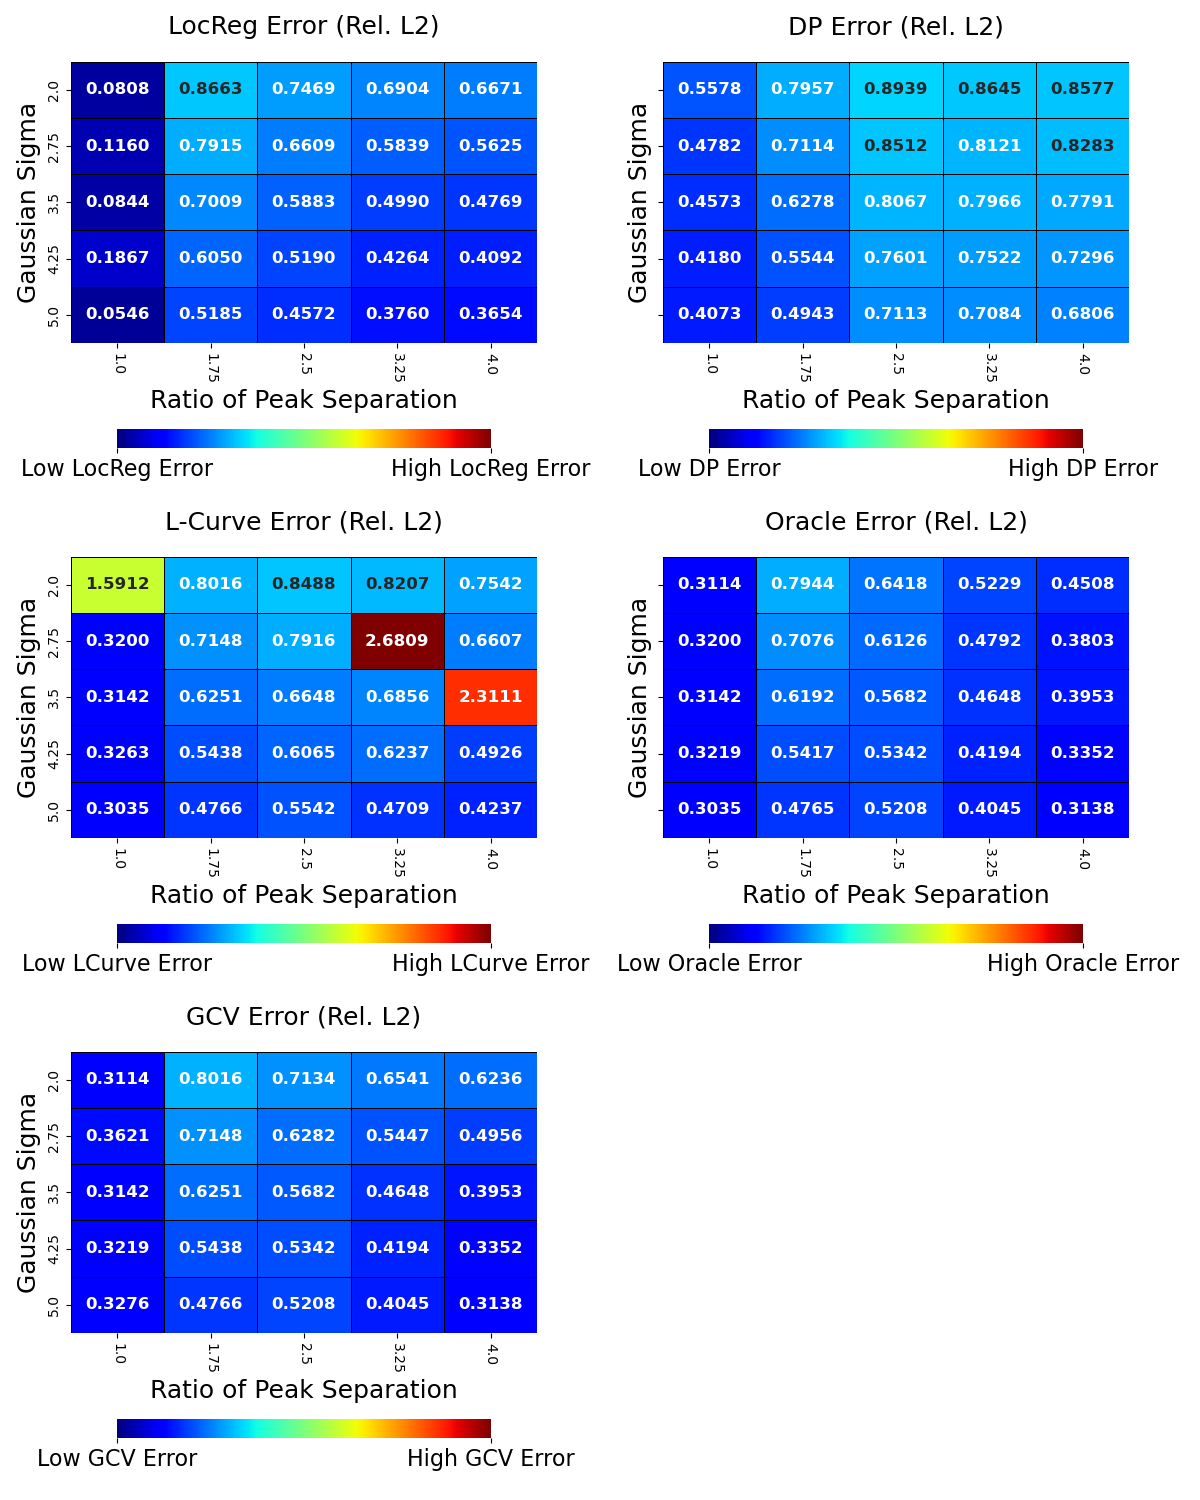 LocReg Error (Rel. L2)
Gaussian Sigma
2.0 0.0808 0.8663 0.7469 0.6904 0.6671
2.75 0.1160 0.7915 0.6609 0.5839 0.5625
3.5 0.0844 0.7009 0.5883 0.4990 0.4769
4.25 0.1867 0.6050 0.5190 0.4264 0.4092
5.0 0.0546 0.5185 0.4572 0.3760 0.3654
1.0 1.75 2.5 3.25 4.0
Ratio of Peak Separation
Low LocReg Error High LocReg Error
DP Error (Rel. L2)
Gaussian Sigma
0.5578 0.7957 0.8939 0.8645 0.8577
0.4782 0.7114 0.8512 0.8121 0.8283
0.4573 0.6278 0.8067 0.7966 0.7791
0.4180 0.5544 0.7601 0.7522 0.7296
0.4073 0.4943 0.7113 0.7084 0.6806
1.0 1.75 2.5 3.25 4.0
Ratio of Peak Separation
Low DP Error High DP Error
L-Curve Error (Rel. L2)
Gaussian Sigma
2.0 1.5912 0.8016 0.8488 0.8207 0.7542
2.75 0.3200 0.7148 0.7916 2.6809 0.6607
3.5 0.3142 0.6251 0.6648 0.6856 2.3111
4.25 0.3263 0.5438 0.6065 0.6237 0.4926
5.0 0.3035 0.4766 0.5542 0.4709 0.4237
1.0 1.75 2.5 3.25 4.0
Ratio of Peak Separation
Low LCurve Error High LCurve Error
Oracle Error (Rel. L2)
Gaussian Sigma
0.3114 0.7944 0.6418 0.5229 0.4508
0.3200 0.7076 0.6126 0.4792 0.3803
0.3142 0.6192 0.5682 0.4648 0.3953
0.3219 0.5417 0.5342 0.4194 0.3352
0.3035 0.4765 0.5208 0.4045 0.3138
1.0 1.75 2.5 3.25 4.0
Ratio of Peak Separation
Low Oracle Error High Oracle Error
GCV Error (Rel. L2)
Gaussian Sigma
2.0 0.3114 0.8016 0.7134 0.6541 0.6236
2.75 0.3621 0.7148 0.6282 0.5447 0.4956
3.5 0.3142 0.6251 0.5682 0.4648 0.3953
4.25 0.3219 0.5438 0.5342 0.4194 0.3352
5.0 0.3276 0.4766 0.5208 0.4045 0.3138
1.0 1.75 2.5 3.25 4.0
Ratio of Peak Separation
Low GCV Error High GCV Error